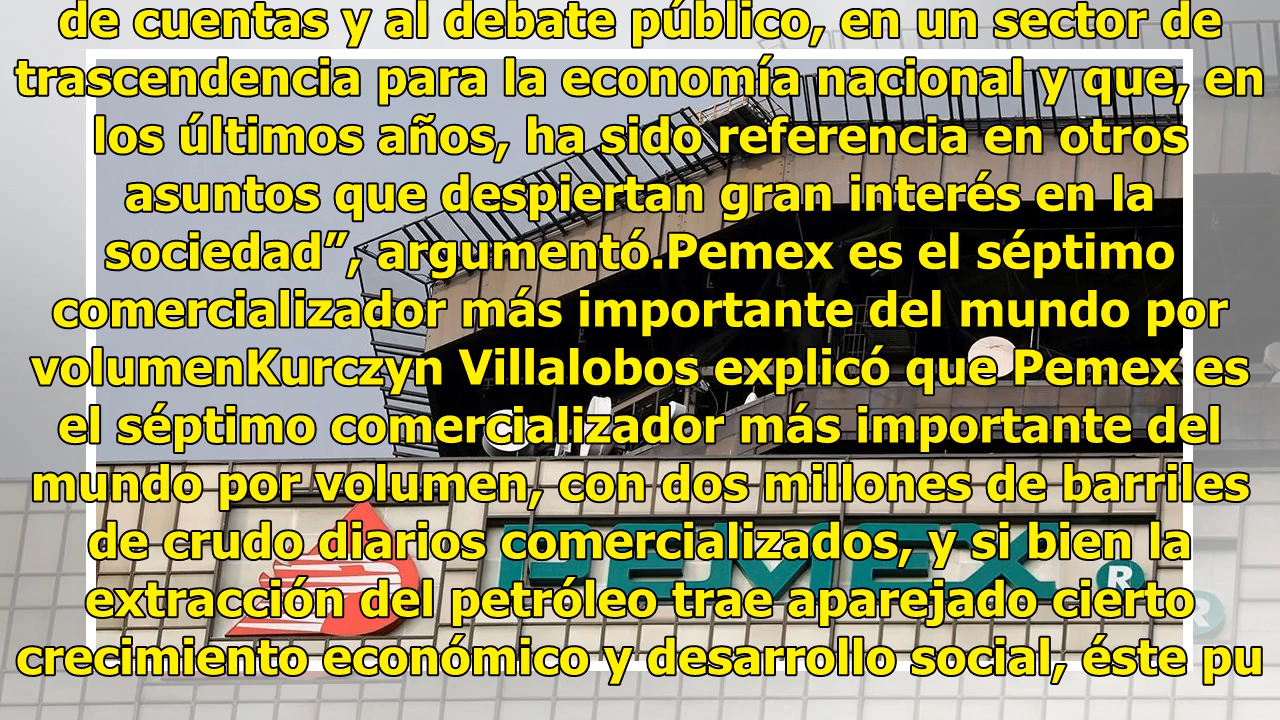 de cuentas y al debate público, en un sector de
trascendencia para la economía nacional y que, en
los últimos años, ha sido referencia en otros
asuntos que despiertan gran interés en la
sociedad”, argumentó.Pemex es el séptimo
comercializador más importante del mundo por
volumenKurczyn Villalobos explicó que Pemex es
el séptimo comercializador más importante del
mundo por volumen, con dos millones de barriles
de crudo diarios comercializados, y si bien la
extracción del petróleo trae aparejado cierto
crecimiento económico y desarrollo social, éste pu
PEMEX®
R